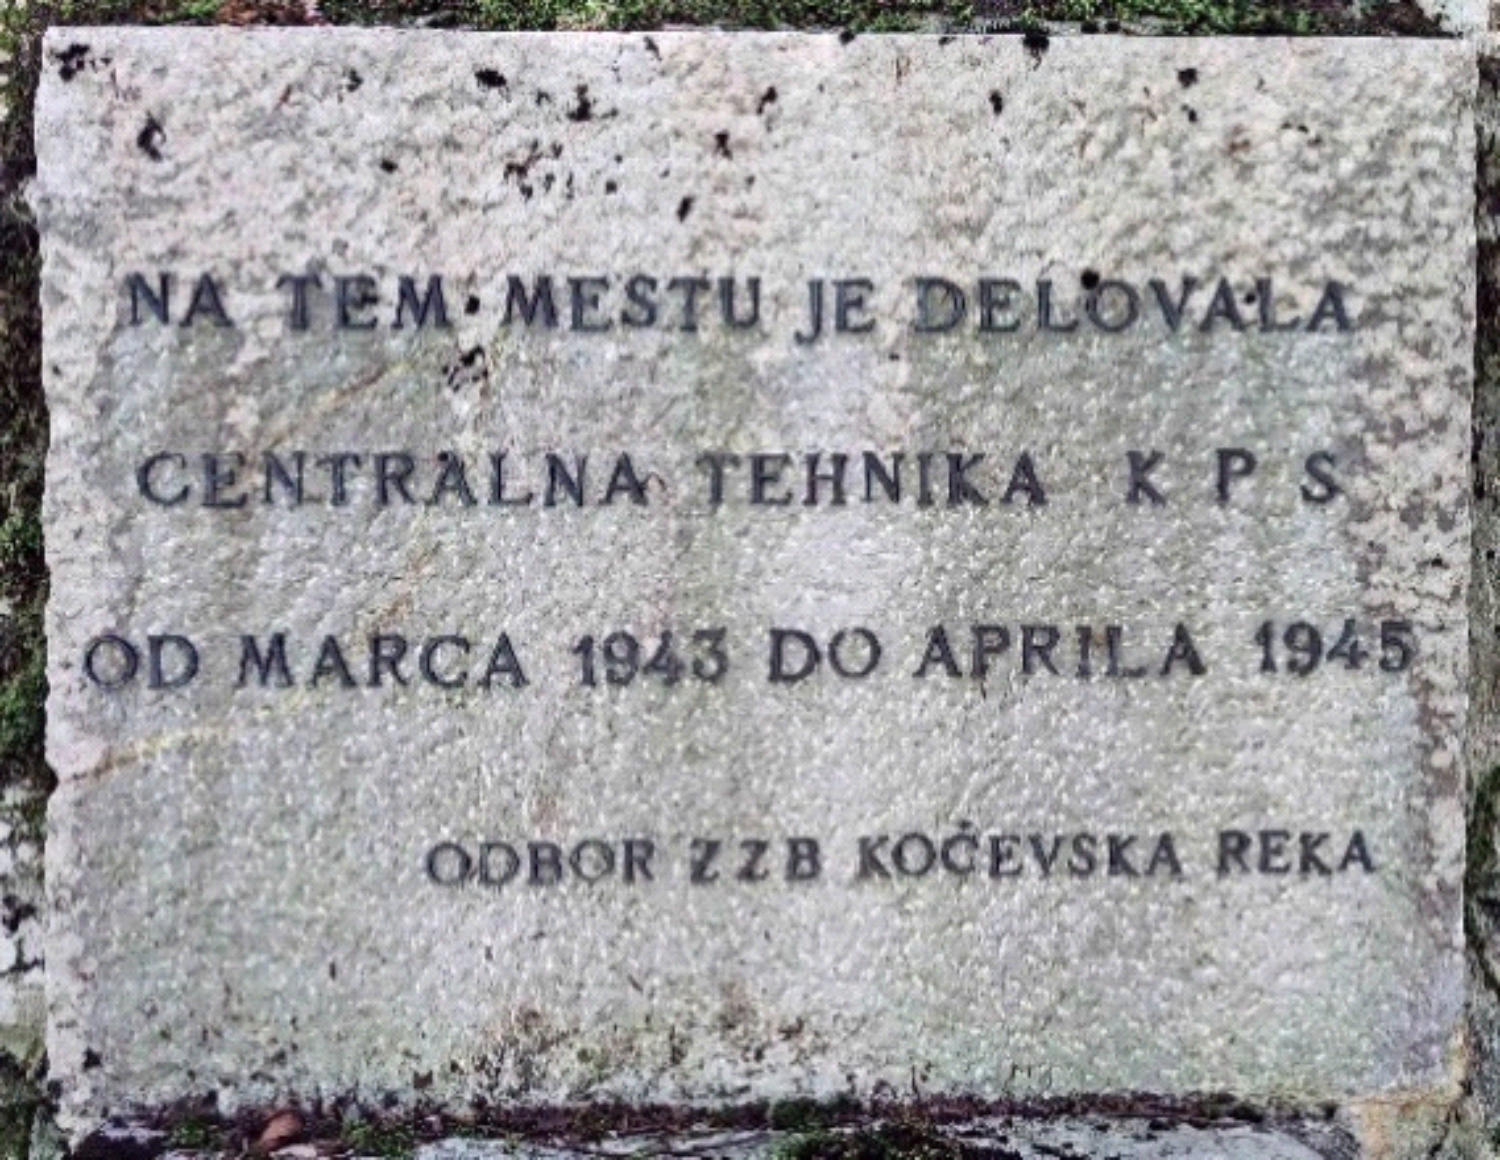 NA TEM MESTU JE DELOVALA
CENTRALNA TEHNIKA K P S
OD MARCA 1943 DO APRILA 1945
ODBOR ZZB KOČEVSKA REKA